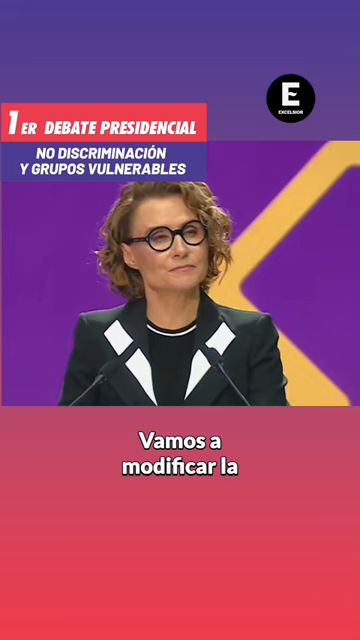 E
EXCELSIOR
1ER DEBATE PRESIDENCIAL
NO DISCRIMINACIÓN
Y GRUPOS VULNERABLES
Vamos a
modificar la